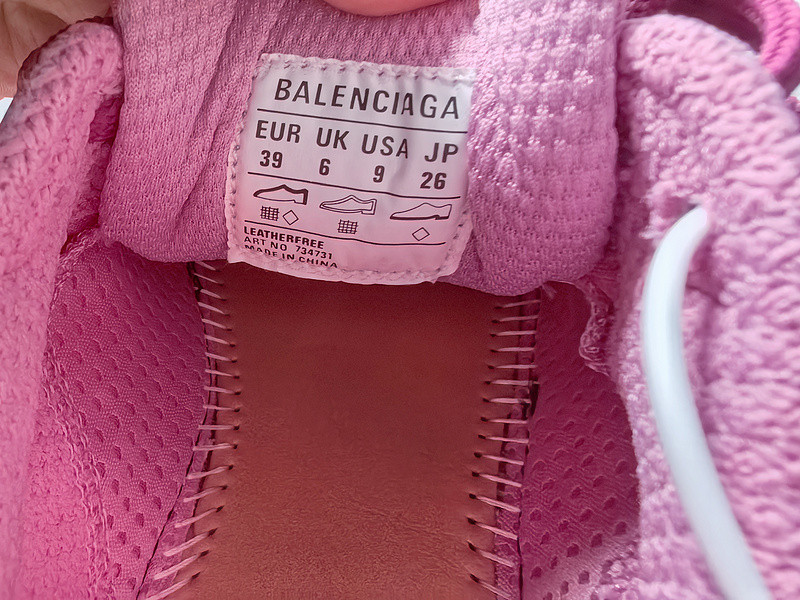 BALENCIAGA
EUR UK USA JP
39 6 9 26
LEATHERFREE
ART NO 734731
MADE IN CHINA